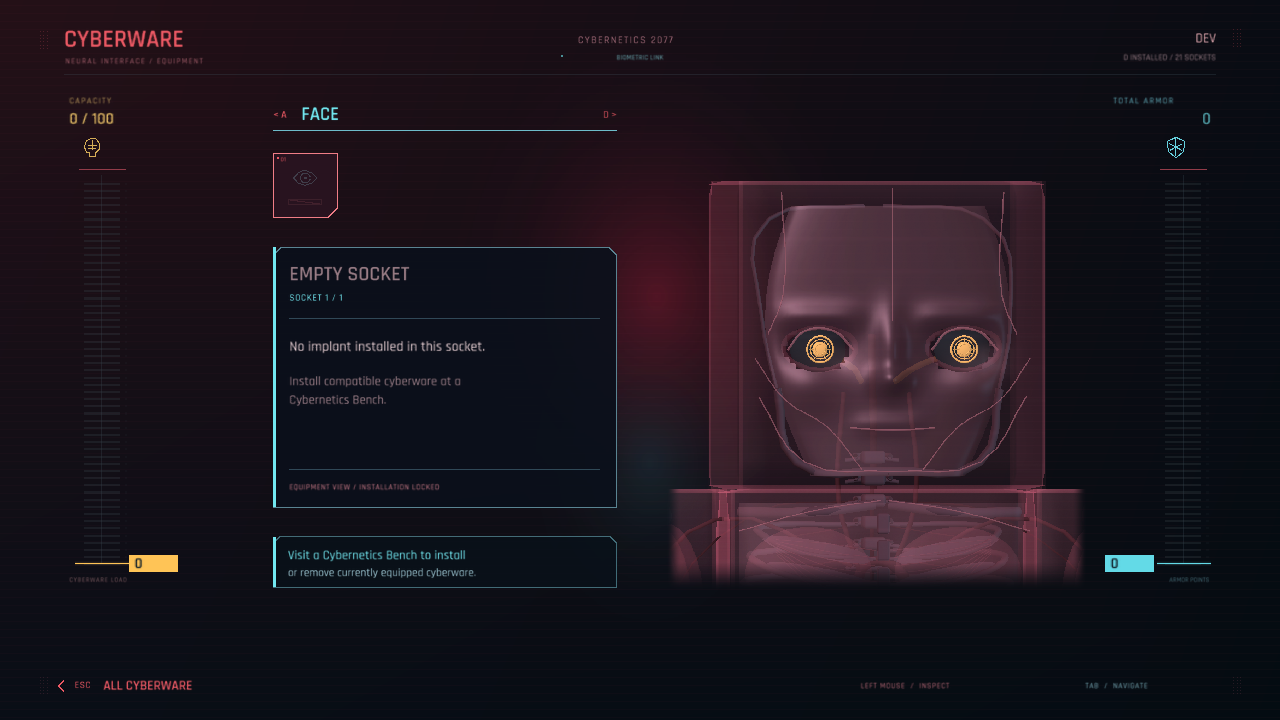 CYBERWARE
NEURAL INTERFACE / EQUIPMENT
CYBERNETICS 2077
BIOMETRIC LINK
DEV
0 INSTALLED / 21 SOCKETS
CAPACITY
0 / 100
< A FACE D >
TOTAL ARMOR
0
01
EMPTY SOCKET
SOCKET 1 / 1
No implant installed in this socket.
Install compatible cyberware at a
Cybernetics Bench.
EQUIPMENT VIEW / INSTALLATION LOCKED
Visit a Cybernetics Bench to install
or remove currently equipped cyberware.
0
CYBERWARE LOAD
0
ARMOR POINTS
ESC ALL CYBERWARE
LEFT MOUSE / INSPECT
TAB / NAVIGATE